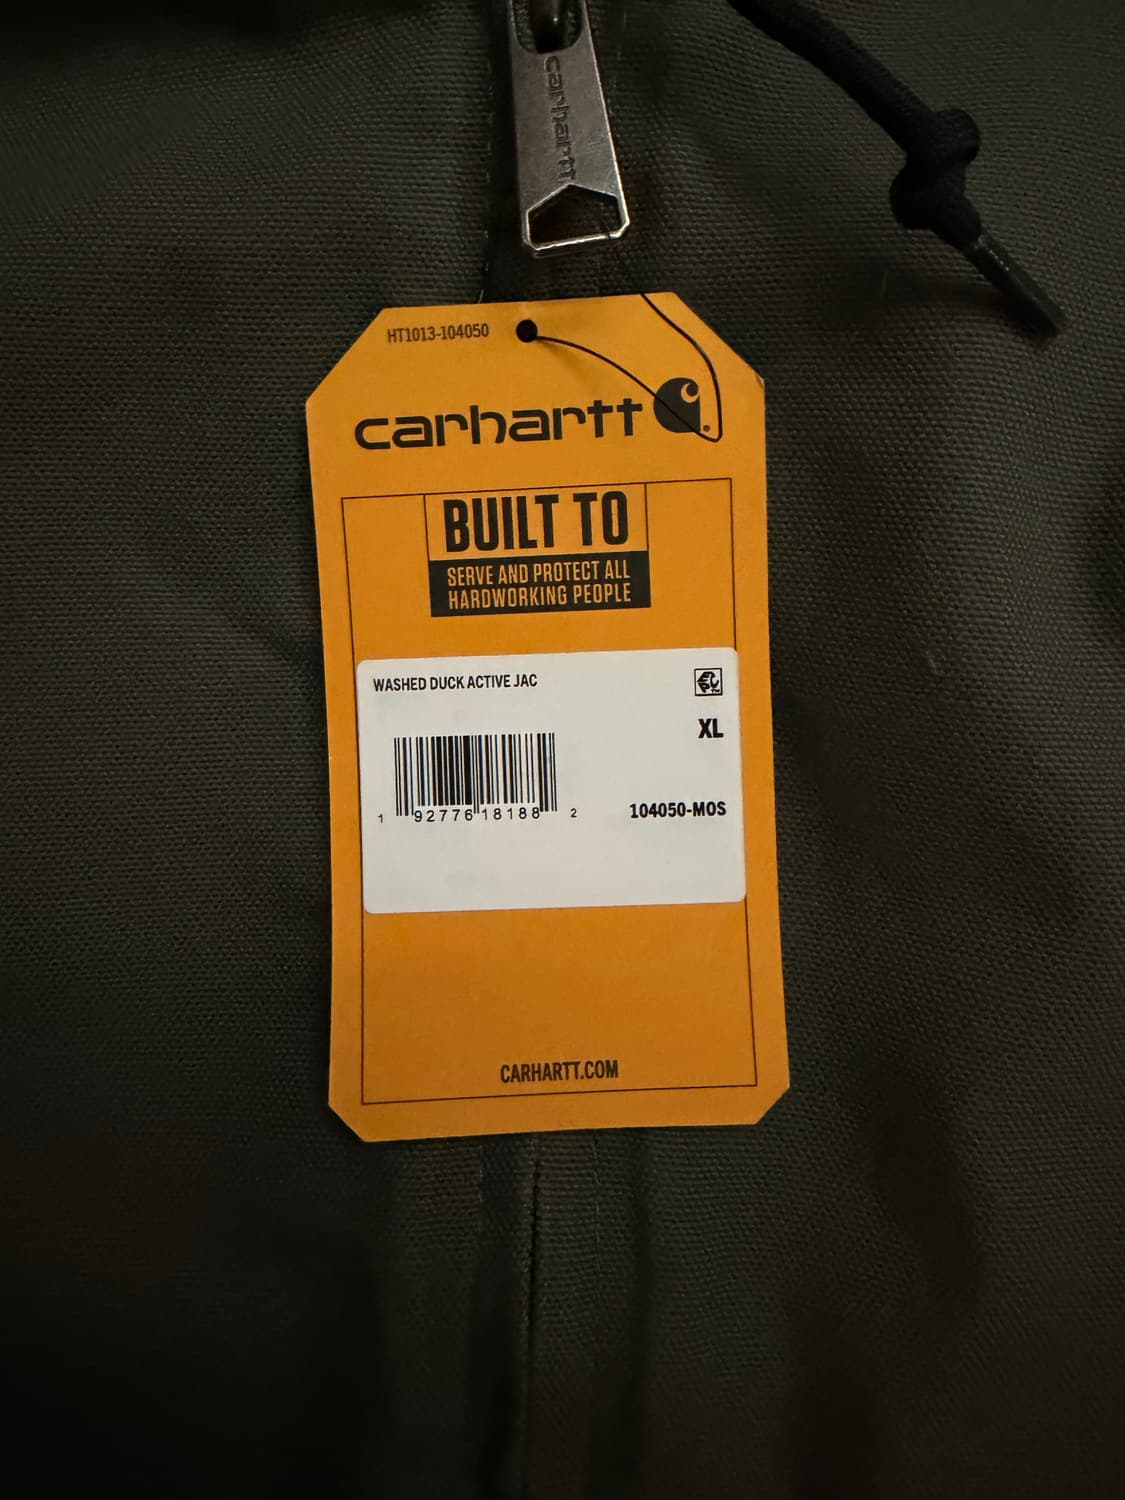 carhartt
HT1013-104050
carhartt
BUILT TO
SERVE AND PROTECT ALL
HARDWORKING PEOPLE
WASHED DUCK ACTIVE JAC
XL
1 92776 18188 2
104050-MOS
CARHARTT.COM